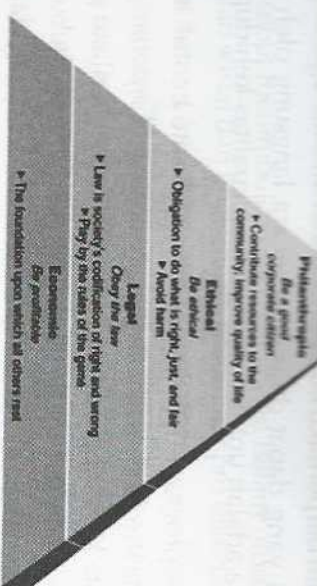 Philanthropic
Be a good
corporate citizen
▸ Contribute resources to the
community, improve quality of life
Ethical
Be ethical
▸ Obligation to do what is right, just, and fair
▸ Avoid harm
Legal
Obey the law
▸ Law is society's codification of right and wrong
▸ Play by the rules of the game
Economic
Be profitable
▸ The foundation upon which all others rest